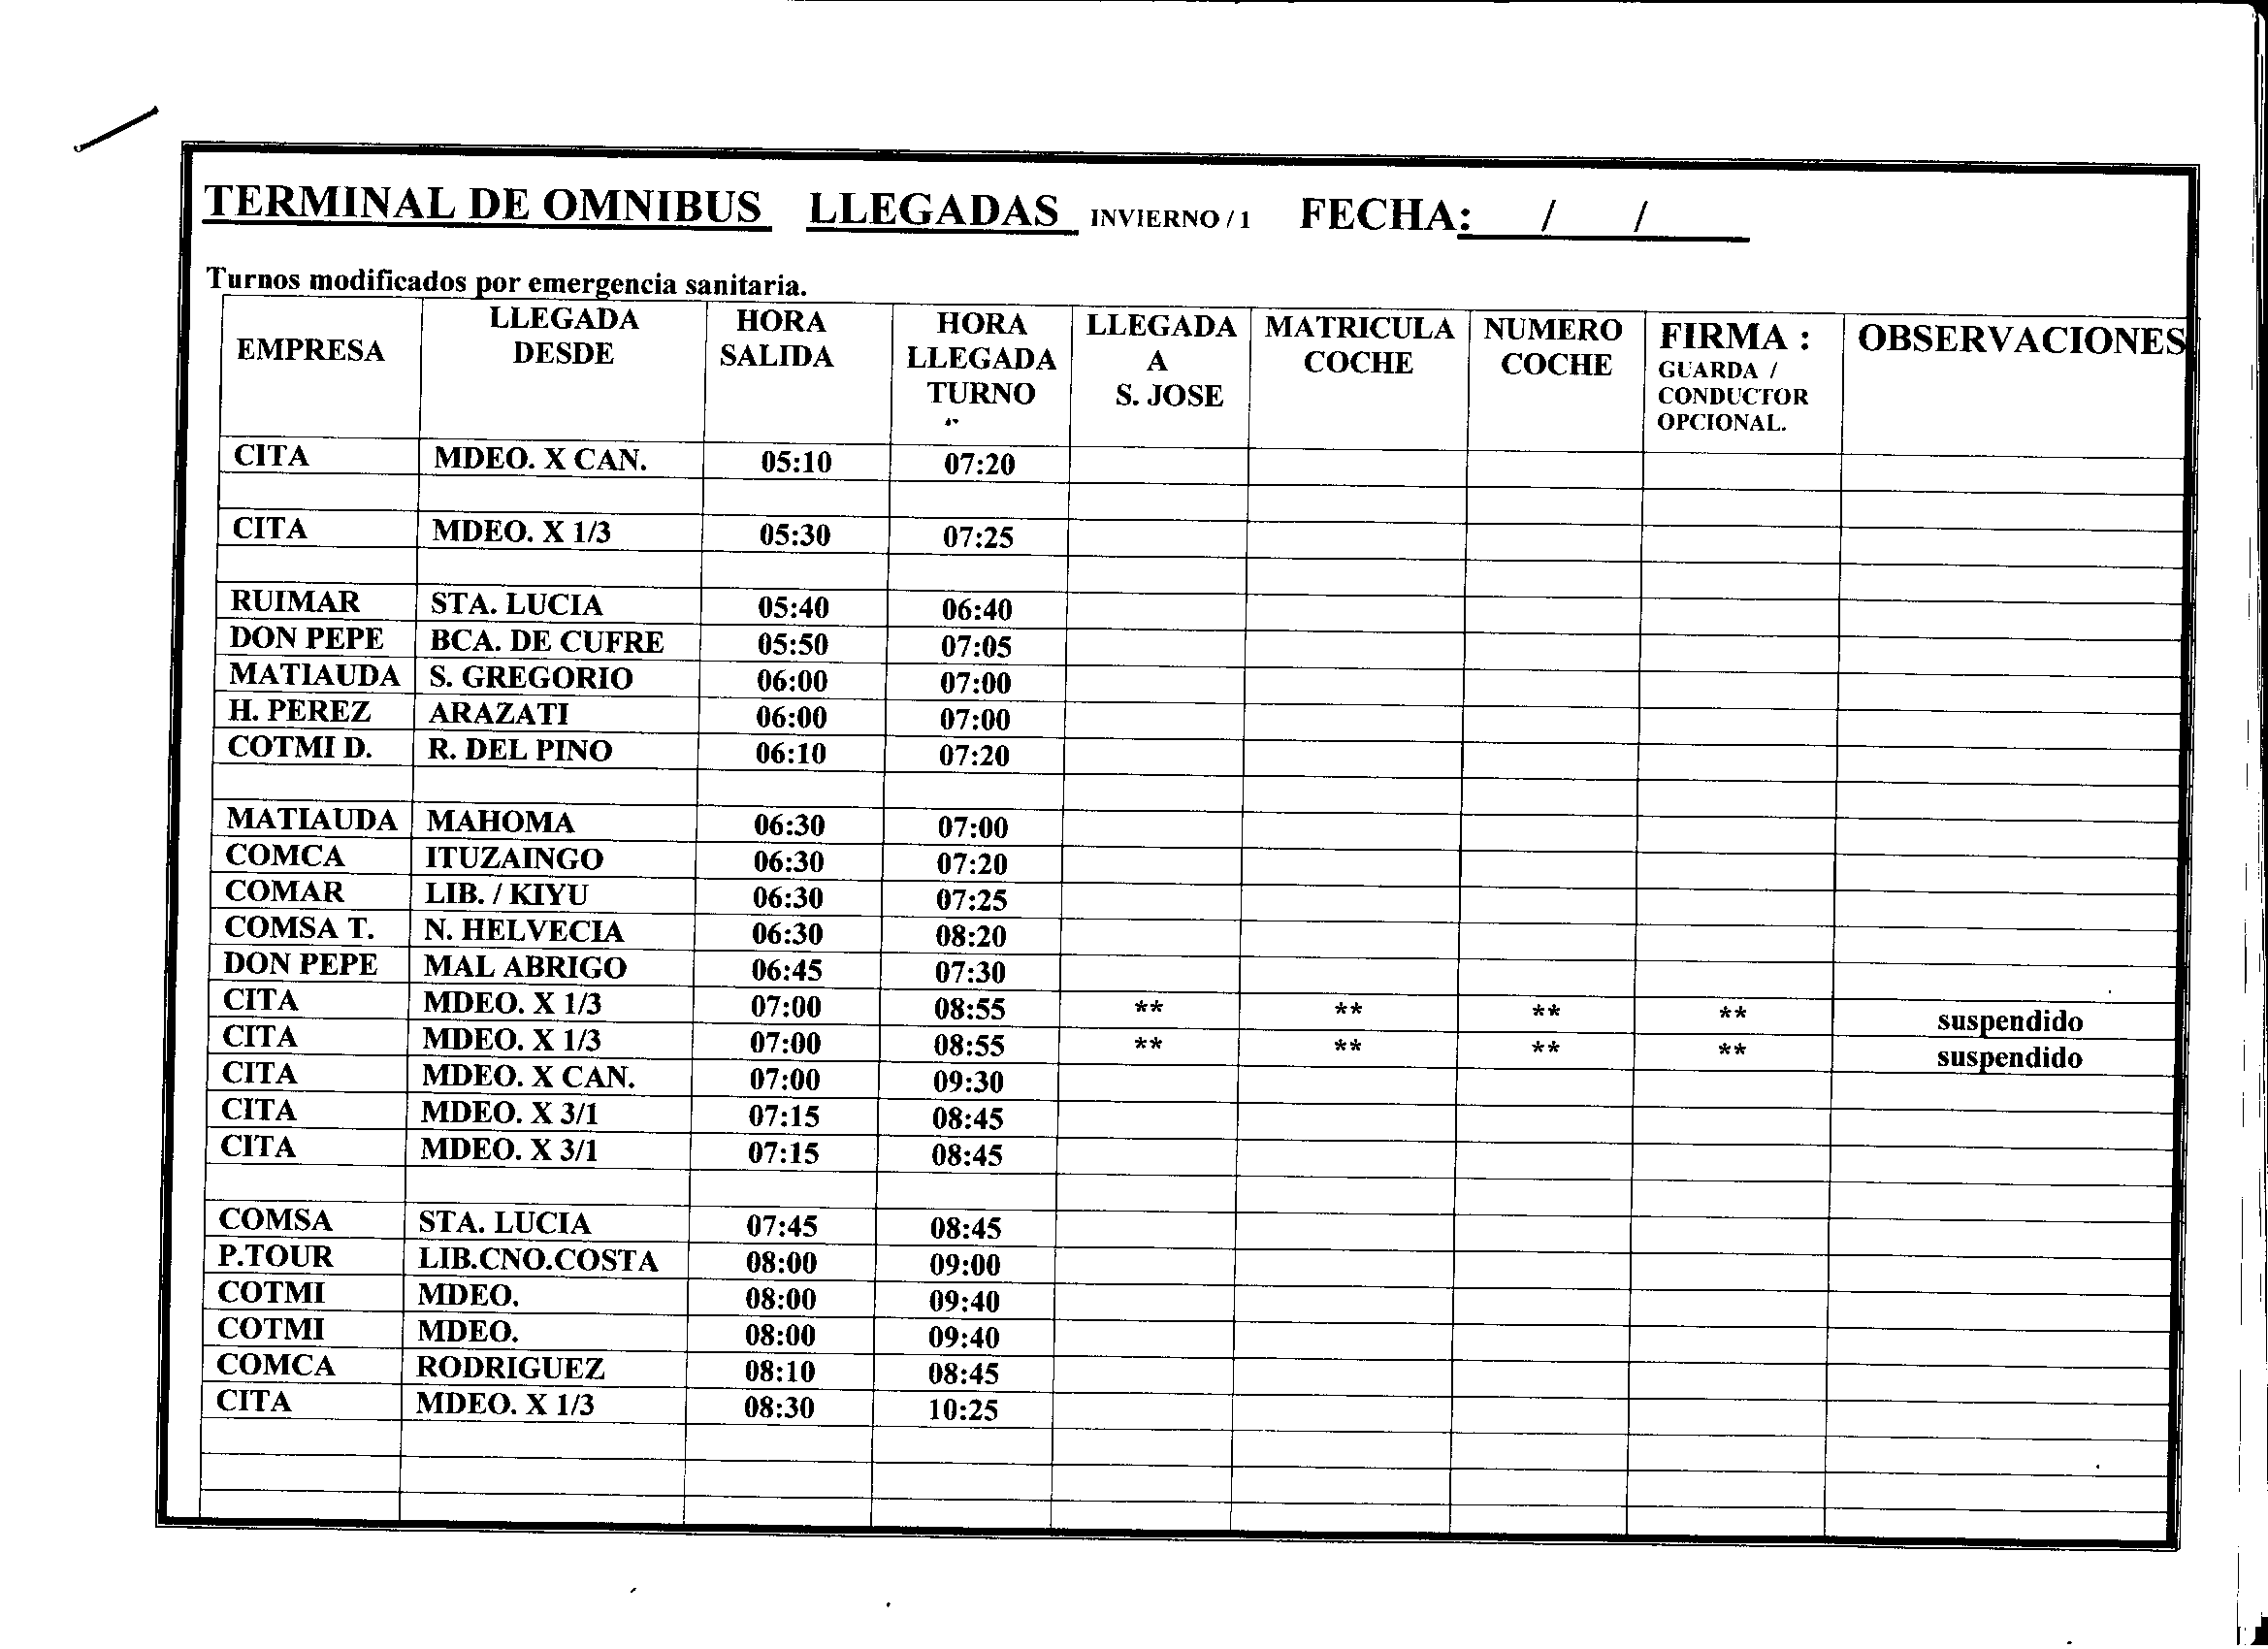 TERMINAL DE OMNIBUS LLEGADAS INVIERNO / 1 FECHA: / /
Turnos modificados por emergencia sanitaria.
EMPRESA LLEGADA DESDE HORA SALIDA HORA LLEGADA TURNO LLEGADA A S. JOSE MATRICULA COCHE NUMERO COCHE FIRMA : GUARDA / CONDUCTOR OPCIONAL. OBSERVACIONES
CITA MDEO. X CAN. 05:10 07:20
CITA MDEO. X 1/3 05:30 07:25
RUIMAR STA. LUCIA 05:40 06:40
DON PEPE BCA. DE CUFRE 05:50 07:05
MATIAUDA S. GREGORIO 06:00 07:00
H. PEREZ ARAZATI 06:00 07:00
COTMI D. R. DEL PINO 06:10 07:20
MATIAUDA MAHOMA 06:30 07:00
COMCA ITUZAINGO 06:30 07:20
COMAR LIB. / KIYU 06:30 07:25
COMSA T. N. HELVECIA 06:30 08:20
DON PEPE MAL ABRIGO 06:45 07:30
CITA MDEO. X 1/3 07:00 08:55 ** ** ** ** suspendido
CITA MDEO. X 1/3 07:00 08:55 ** ** ** ** suspendido
CITA MDEO. X CAN. 07:00 09:30
CITA MDEO. X 3/1 07:15 08:45
CITA MDEO. X 3/1 07:15 08:45
COMSA STA. LUCIA 07:45 08:45
P.TOUR LIB.CNO.COSTA 08:00 09:00
COTMI MDEO. 08:00 09:40
COTMI MDEO. 08:00 09:40
COMCA RODRIGUEZ 08:10 08:45
CITA MDEO. X 1/3 08:30 10:25